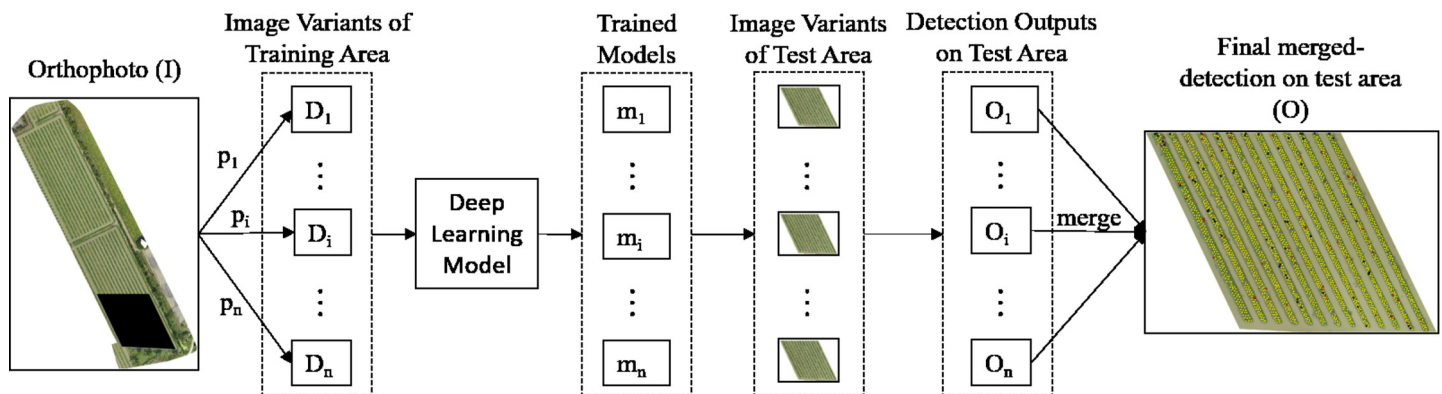 Orthophoto (I)
p₁
pᵢ
pₙ
Image Variants of
Training Area
D₁
Dᵢ
Dₙ
Deep
Learning
Model
Trained
Models
m₁
mᵢ
mₙ
Image Variants
of Test Area
Detection Outputs
on Test Area
O₁
Oᵢ
Oₙ
merge
Final merged-
detection on test area
(O)